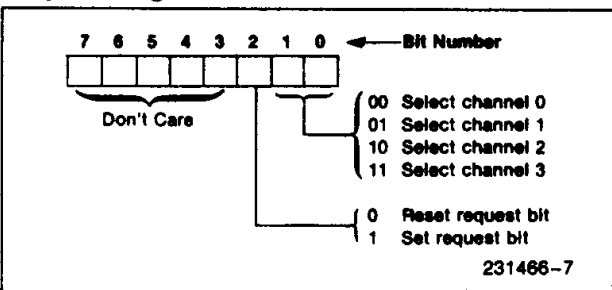 7 6 5 4 3 2 1 0 Bit Number
Don't Care
00 Select channel 0
01 Select channel 1
10 Select channel 2
11 Select channel 3
0 Reset request bit
1 Set request bit
231466-7